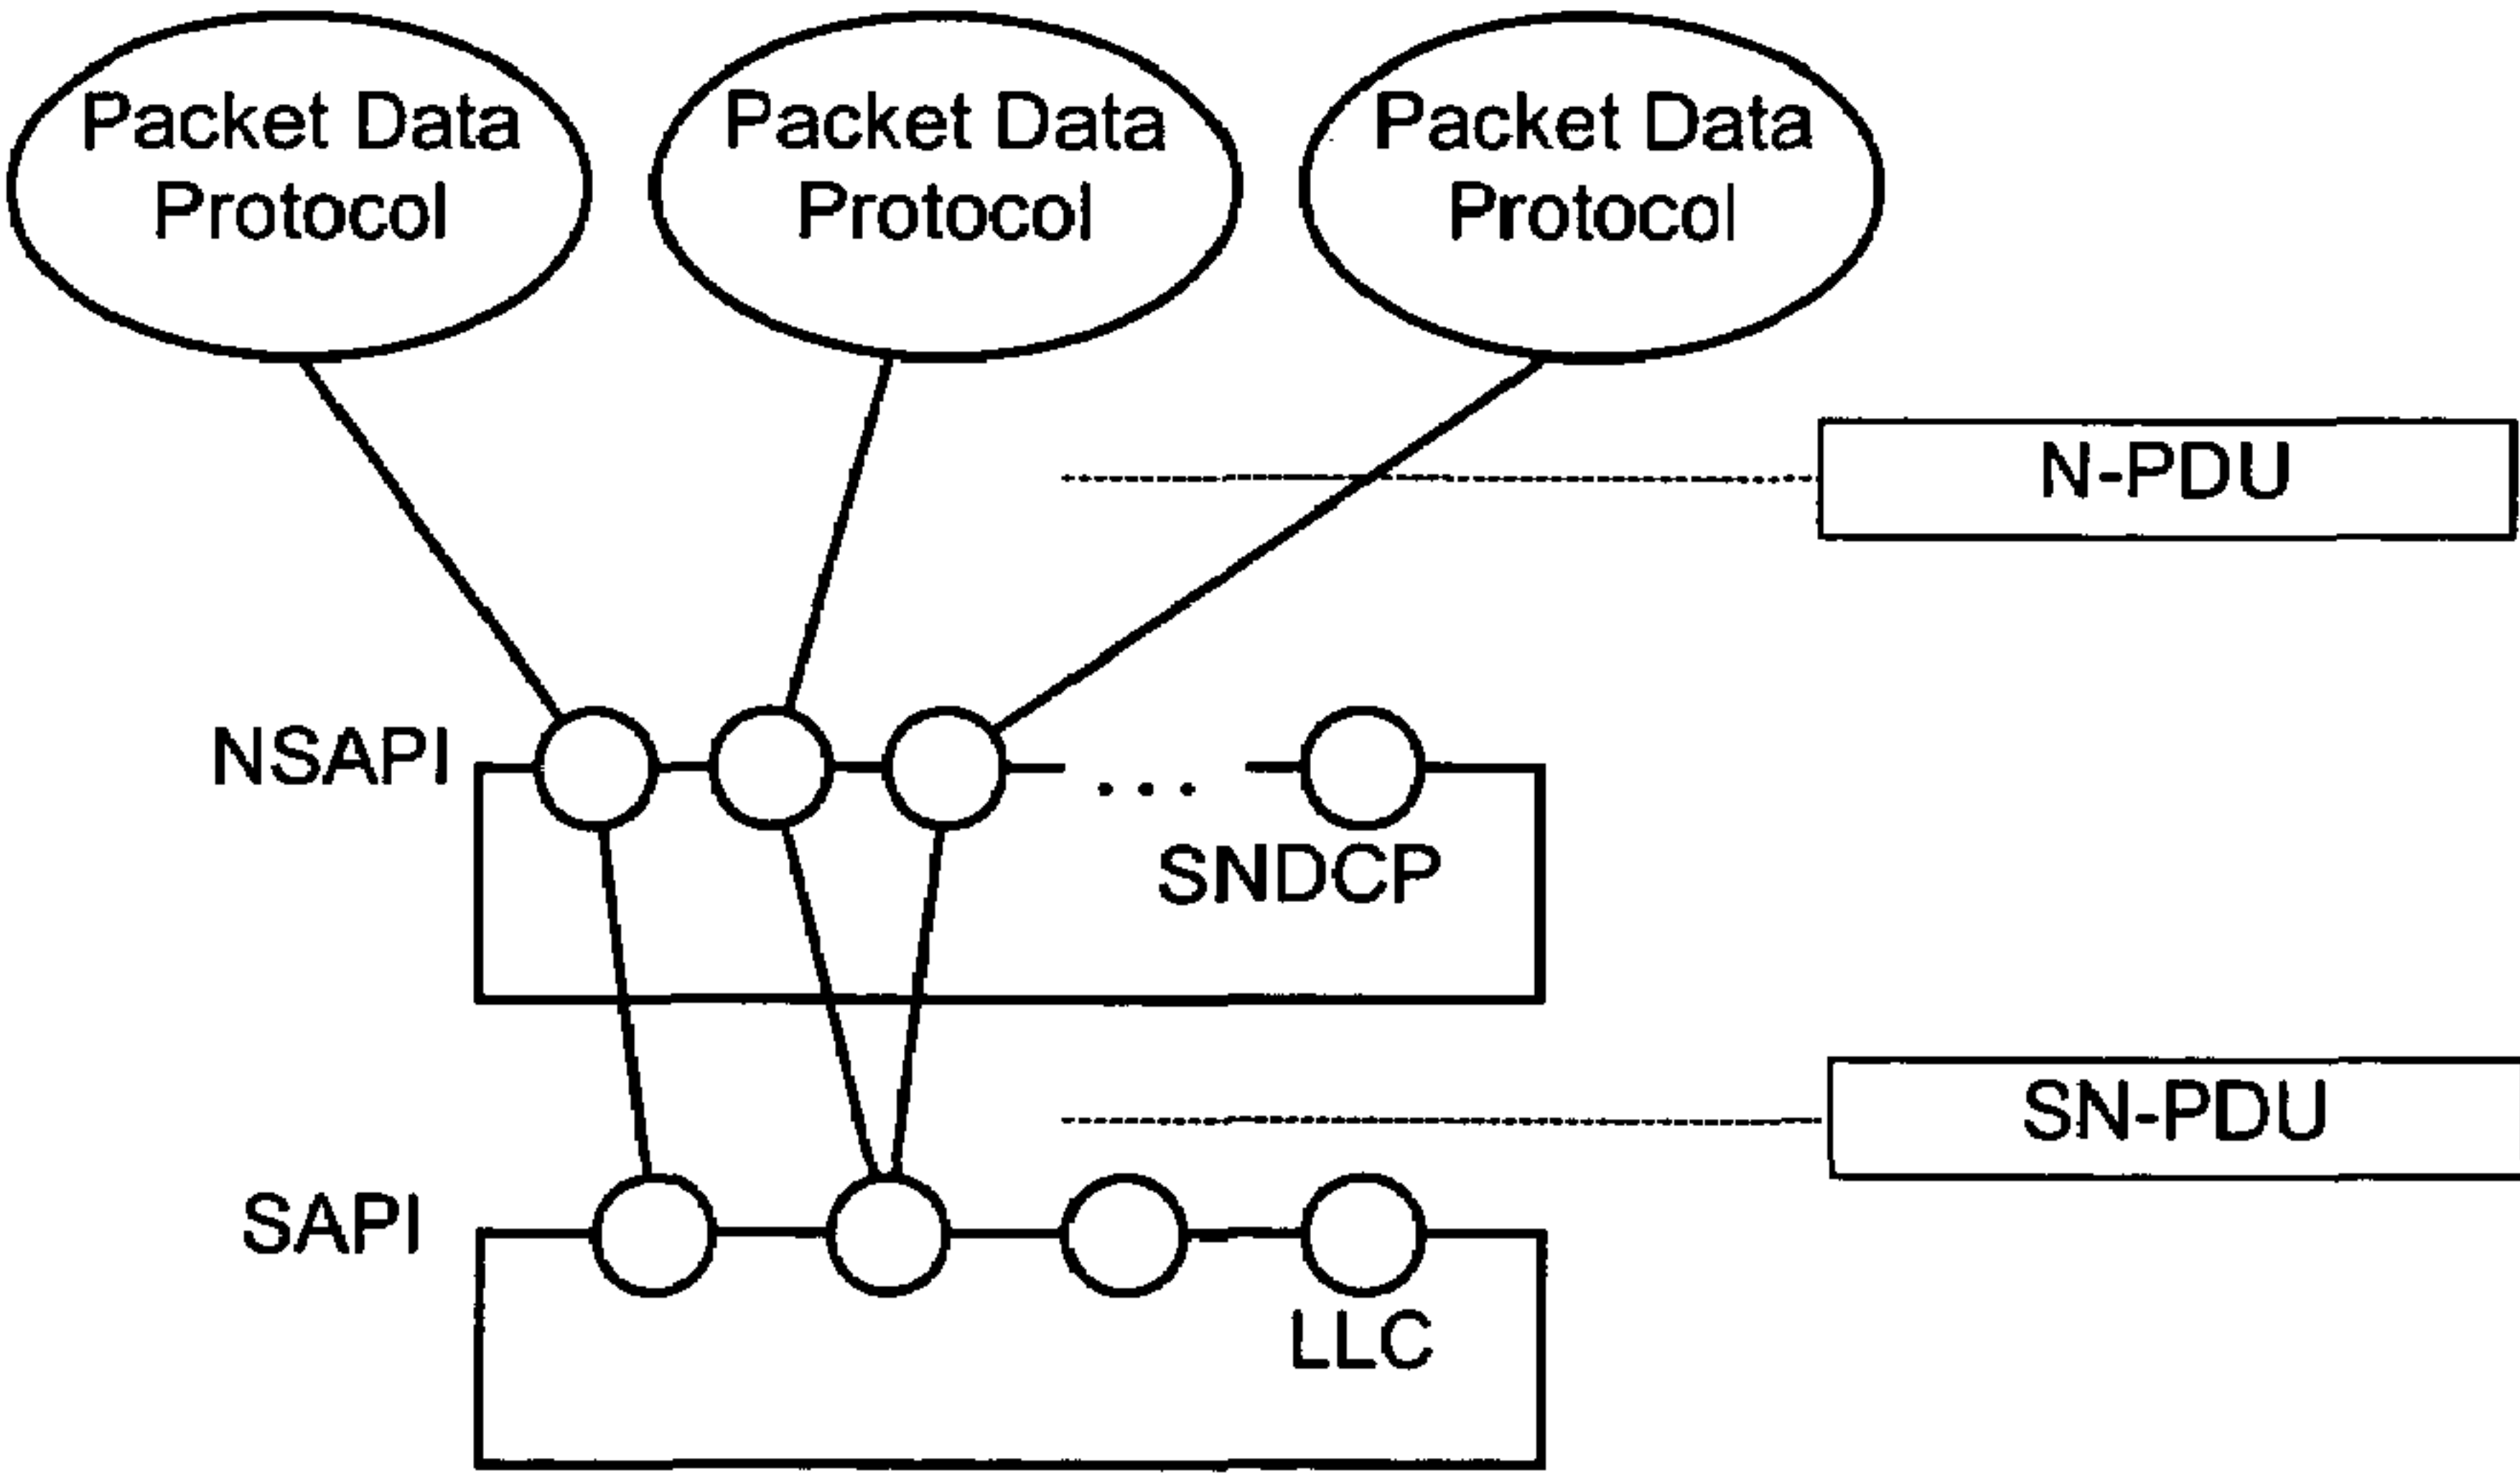 Packet Data
Protocol
Packet Data
Protocol
Packet Data
Protocol
N-PDU
NSAPI
...
SNDCP
SN-PDU
SAPI
LLC